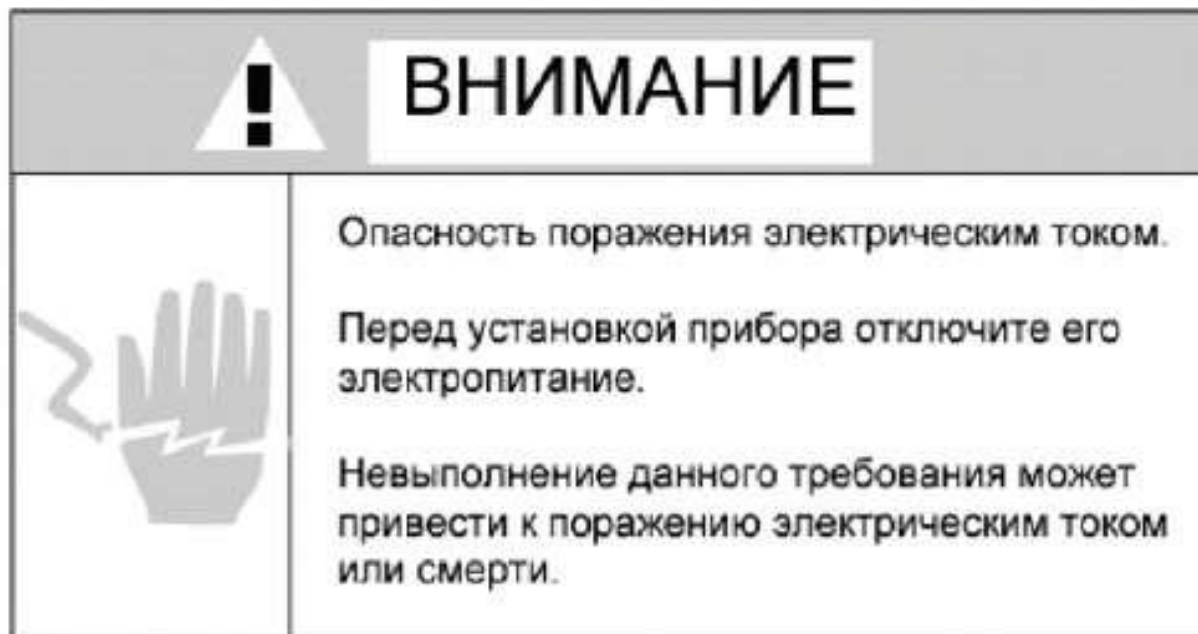 ВНИМАНИЕ
Опасность поражения электрическим током.
Перед установкой прибора отключите его
электропитание.
Невыполнение данного требования может
привести к поражению электрическим током
или смерти.